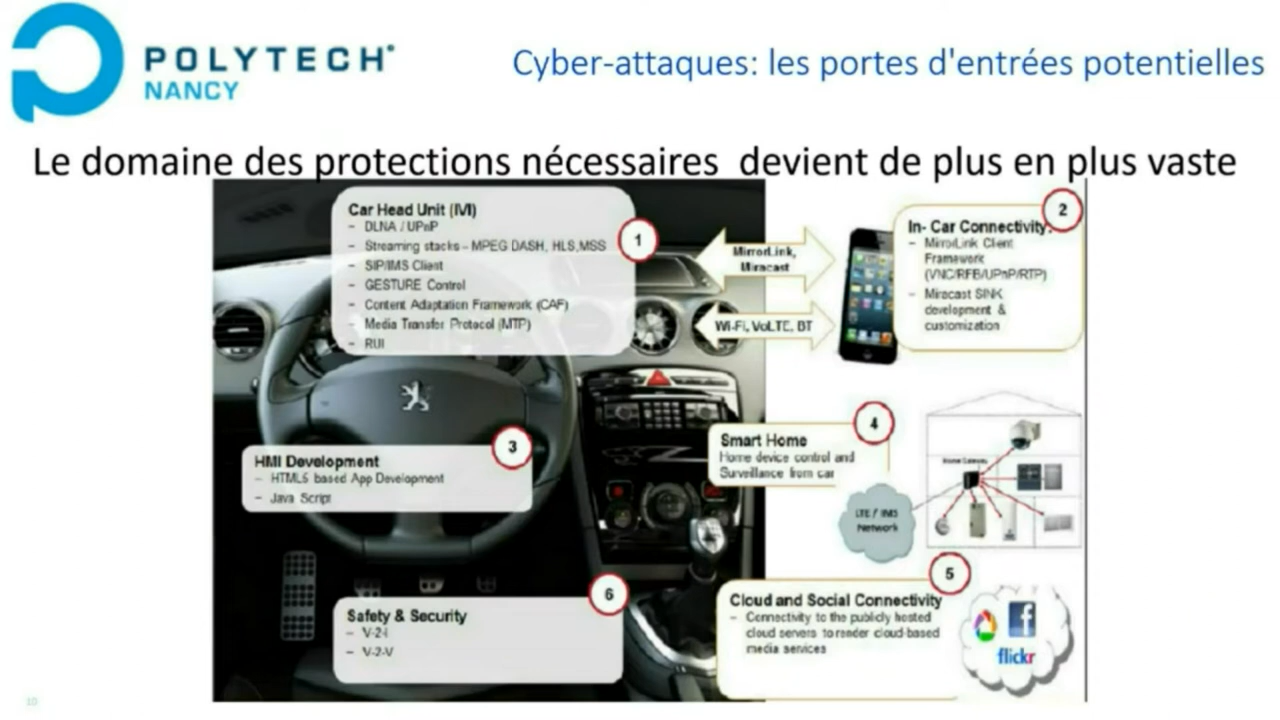 POLYTECH
NANCY
Cyber-attaques: les portes d'entrées potentielles
Le domaine des protections nécessaires devient de plus en plus vaste
Car Head Unit (IVI)
- DLNA / UPnP
- Streaming stacks - MPEG DASH, HLS,MSS
- SIP/IMS Client
- GESTURE Control
- Content Adaptation Framework (CAF)
- Media Transfer Protocol (MTP)
- RUI
1
MirrorLink,
Miracast
Wi-Fi, VoLTE, BT
2
In- Car Connectivity:
- MirrorLink Client
Framework
(VNC/RFB/UPnP/RTP)
- Miracast SINK
development &
customization
3
HMI Development
- HTML5 based App Development
- Java Script
4
Smart Home
Home device control and
Surveillance from car
LTE / IMS
Network
Home Gateway
5
Cloud and Social Connectivity
- Connectivity to the publicly hosted
cloud servers to render cloud-based
media services
f
flickr
6
Safety & Security
- V-2-I
- V-2-V
10